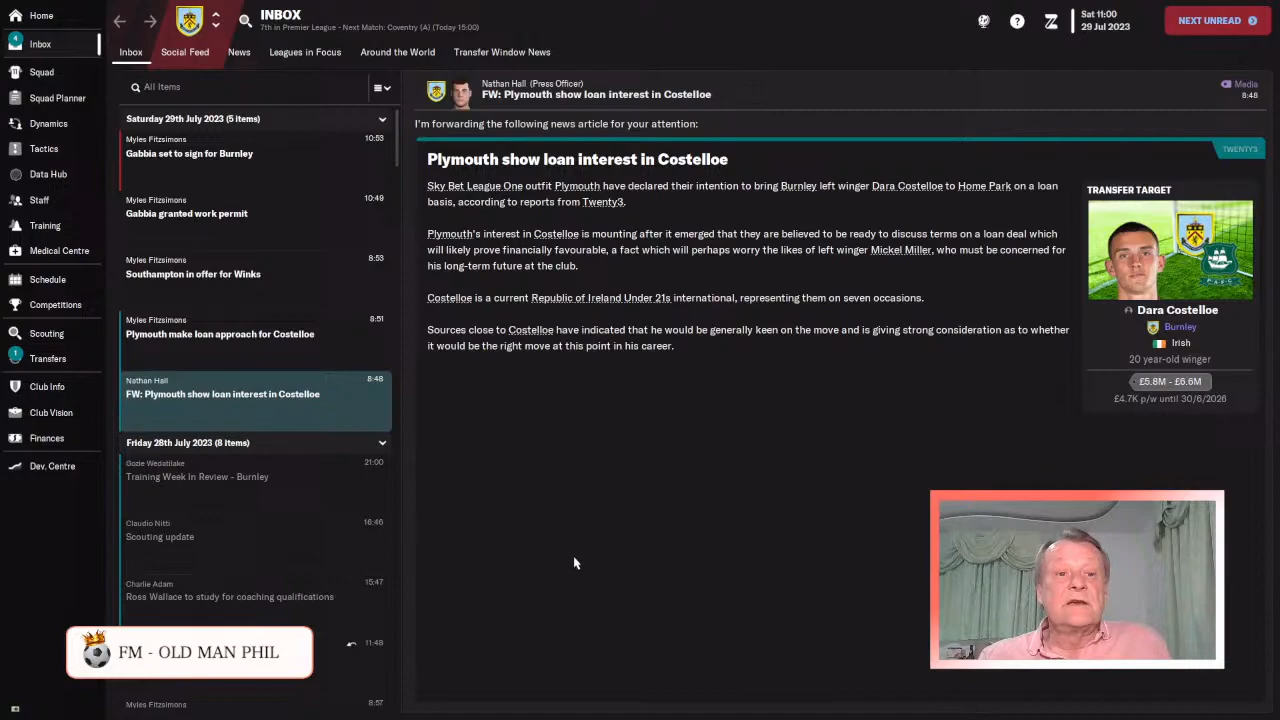 Home
Inbox
Squad
Squad Planner
Dynamics
Tactics
Data Hub
Staff
Training
Medical Centre
Schedule
Competitions
Scouting
Transfers
Club Info
Club Vision
Finances
Dev. Centre
4
1
INBOX
7th in Premier League - Next Match: Coventry (A) (Today 15:00)
Sat 11:00
29 Jul 2023
NEXT UNREAD
Inbox Social Feed News Leagues in Focus Around the World Transfer Window News
All Items
Saturday 29th July 2023 (5 items)
Myles Fitzsimons 10:53
Gabbia set to sign for Burnley
Myles Fitzsimons 10:49
Gabbia granted work permit
Myles Fitzsimons 8:53
Southampton in offer for Winks
Myles Fitzsimons 8:51
Plymouth make loan approach for Costelloe
Nathan Hall 8:48
FW: Plymouth show loan interest in Costelloe
Friday 28th July 2023 (8 items)
Gozie Wedatilake 21:00
Training Week In Review - Burnley
Claudio Nitti 16:46
Scouting update
Charlie Adam 15:47
Ross Wallace to study for coaching qualifications
11:48
Myles Fitzsimons 8:57
FM - OLD MAN PHIL
Nathan Hall (Press Officer)
FW: Plymouth show loan interest in Costelloe
Media
8:48
I'm forwarding the following news article for your attention:
TWENTY3
Plymouth show loan interest in Costelloe
Sky Bet League One outfit Plymouth have declared their intention to bring Burnley left winger Dara Costelloe to Home Park on a loan
basis, according to reports from Twenty3.
Plymouth's interest in Costelloe is mounting after it emerged that they are believed to be ready to discuss terms on a loan deal which
will likely prove financially favourable, a fact which will perhaps worry the likes of left winger Mickel Miller, who must be concerned for
his long-term future at the club.
Costelloe is a current Republic of Ireland Under 21s international, representing them on seven occasions.
Sources close to Costelloe have indicated that he would be generally keen on the move and is giving strong consideration as to whether
it would be the right move at this point in his career.
TRANSFER TARGET
Dara Costelloe
Burnley
Irish
20 year-old winger
£5.8M - £6.6M
£4.7K p/w until 30/6/2026